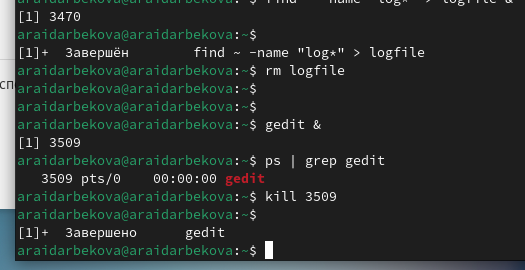 [1] 3470
araidarbekova@araidarbekova:~$
[1]+  Завершён        find ~ -name "log*" > logfile
araidarbekova@araidarbekova:~$ rm logfile
araidarbekova@araidarbekova:~$
araidarbekova@araidarbekova:~$
araidarbekova@araidarbekova:~$ gedit &
[1] 3509
araidarbekova@araidarbekova:~$ ps | grep gedit
   3509 pts/0    00:00:00 gedit
araidarbekova@araidarbekova:~$ kill 3509
araidarbekova@araidarbekova:~$
[1]+  Завершено      gedit
araidarbekova@araidarbekova:~$